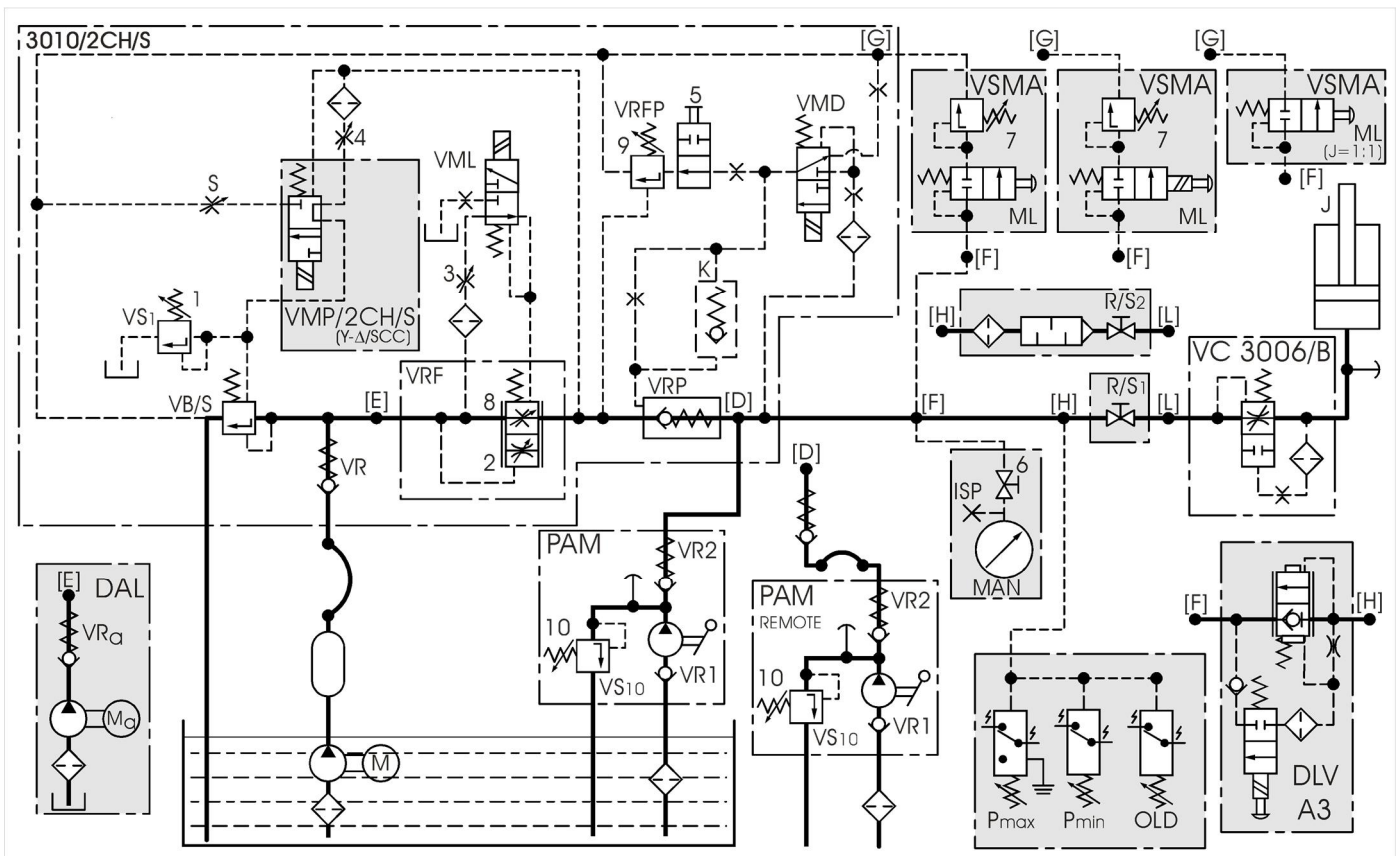 3010/2CH/S
[G]
[G]
[G]
VSMA
VSMA
VSMA
VRFP
5
VMD
9
7
7
ML
(J=1:1)
4
VML
S
[F]
ML
ML
J
3
K
[F]
[F]
1
VS1
VMP/2CH/S
(Y-Δ/SCC)
[H]
R/S2
[L]
VC 3006/B
VRF
VRP
R/S1
VB/S
[E]
8
[D]
[F]
[H]
[L]
2
VR
[D]
6
ISP
PAM
VR2
MAN
[E]
DAL
PAM
REMOTE
VR2
[F]
[H]
VRa
10
VR1
10
VS10
VR1
Ma
VS10
M
DLV
A3
Pmax
Pmin
OLD